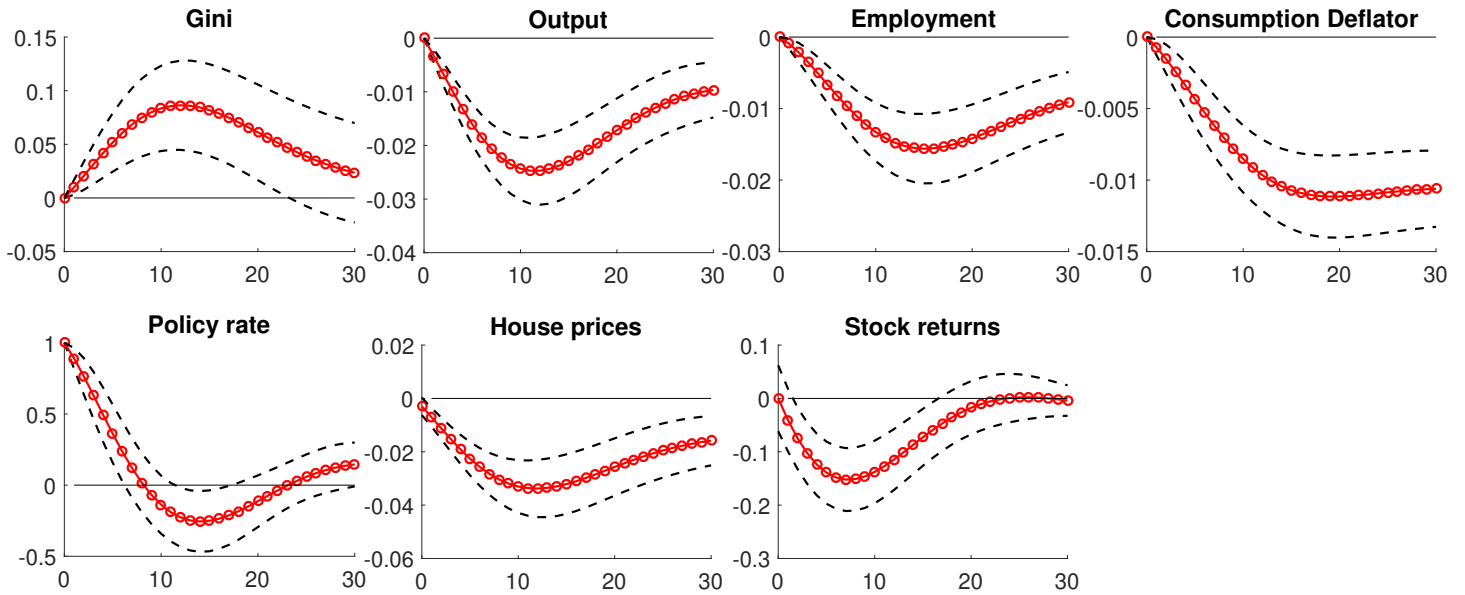 Gini
0.15
0.1
0.05
0
-0.05
0 10 20 30
Output
0
-0.01
-0.02
-0.03
-0.04
0 10 20 30
Employment
0
-0.01
-0.02
-0.03
0 10 20 30
Consumption Deflator
0
-0.005
-0.01
-0.015
0 10 20 30
Policy rate
1
0.5
0
-0.5
0 10 20 30
House prices
0.02
0
-0.02
-0.04
-0.06
0 10 20 30
Stock returns
0.1
0
-0.1
-0.2
-0.3
0 10 20 30